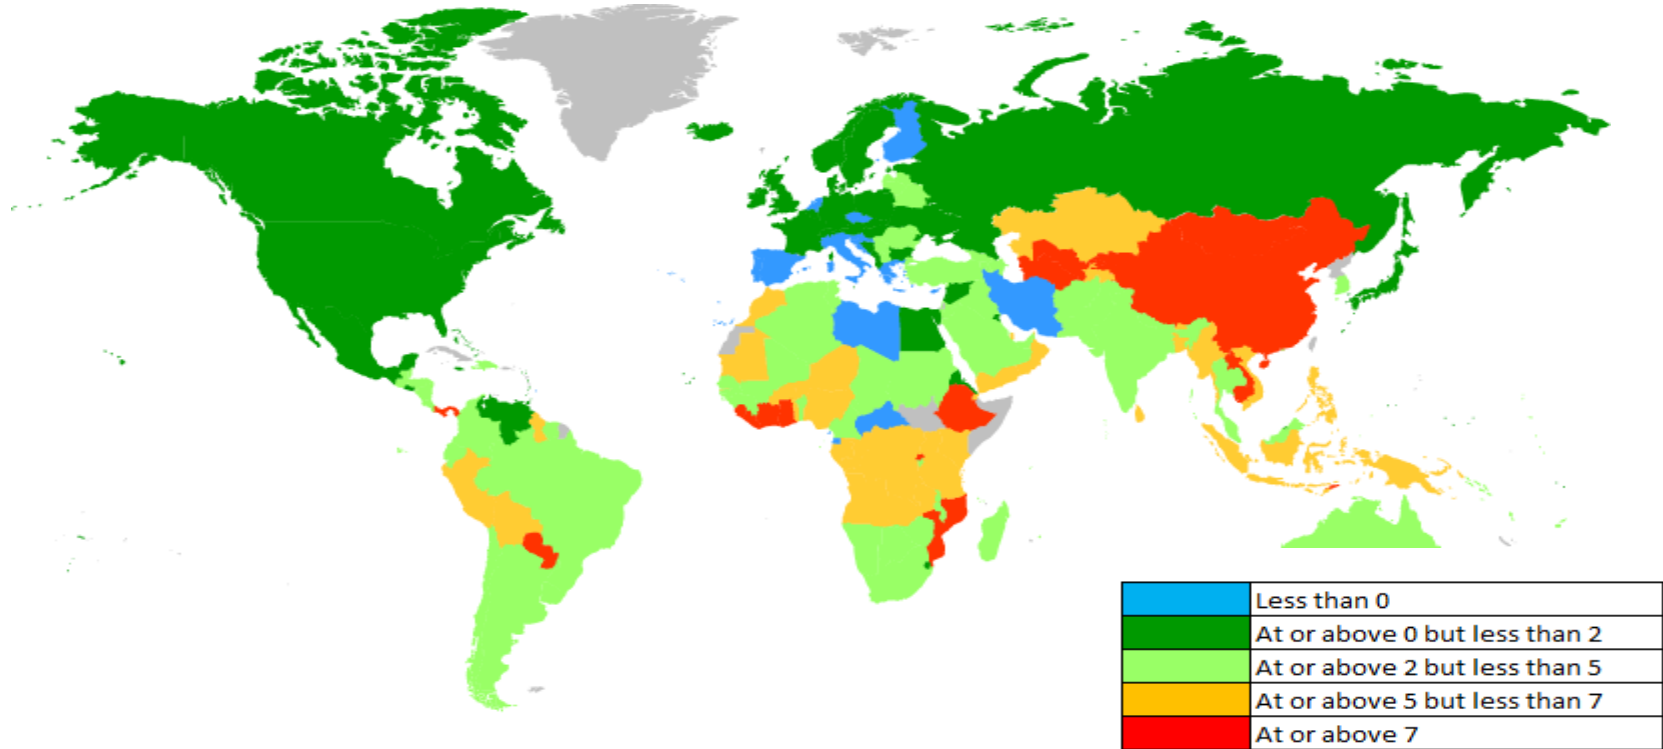 Less than 0
At or above 0 but less than 2
At or above 2 but less than 5
At or above 5 but less than 7
At or above 7